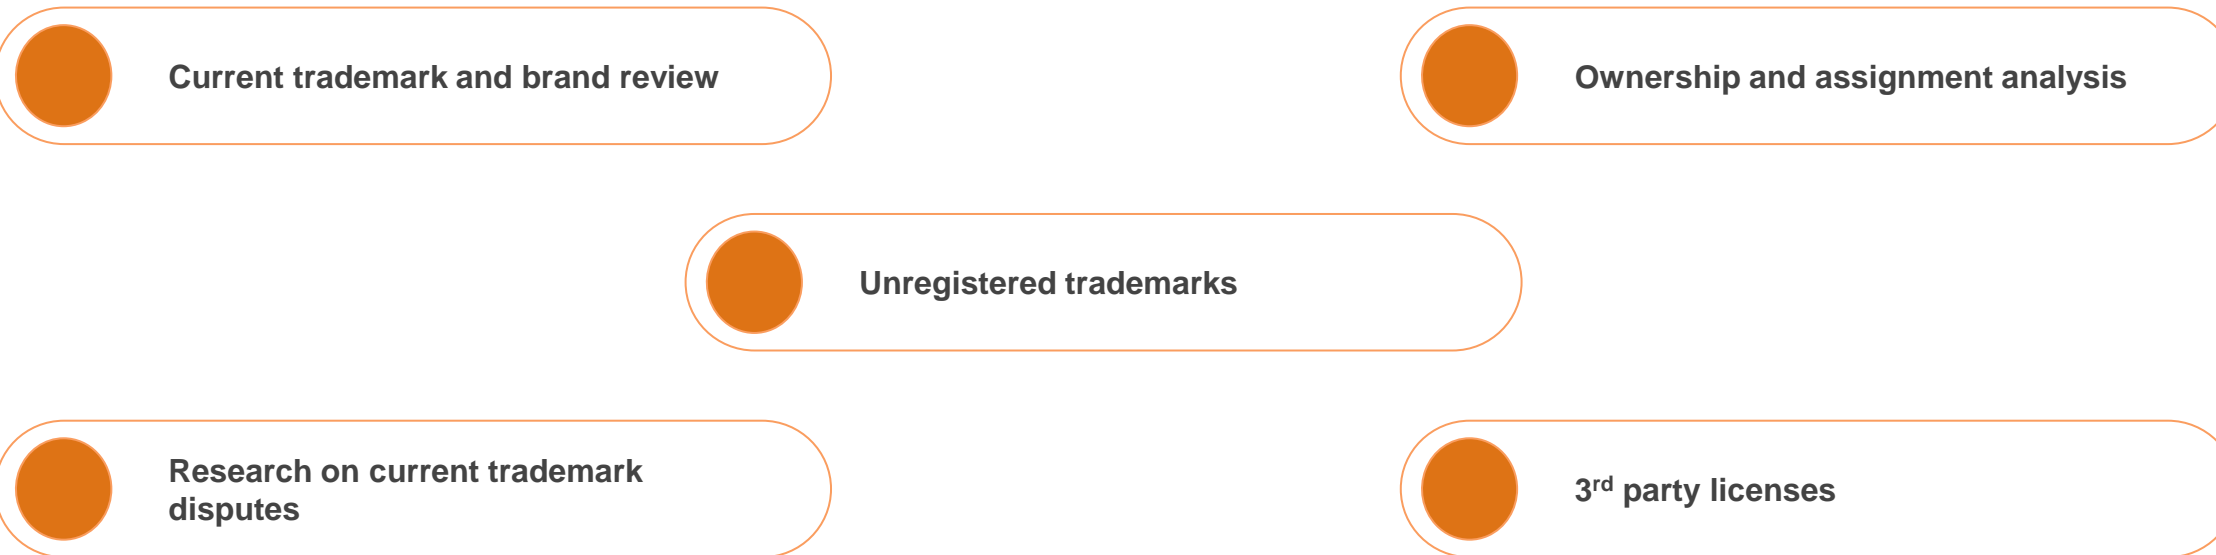 Current trademark and brand review
Ownership and assignment analysis
Unregistered trademarks
Research on current trademark
disputes
3rd party licenses